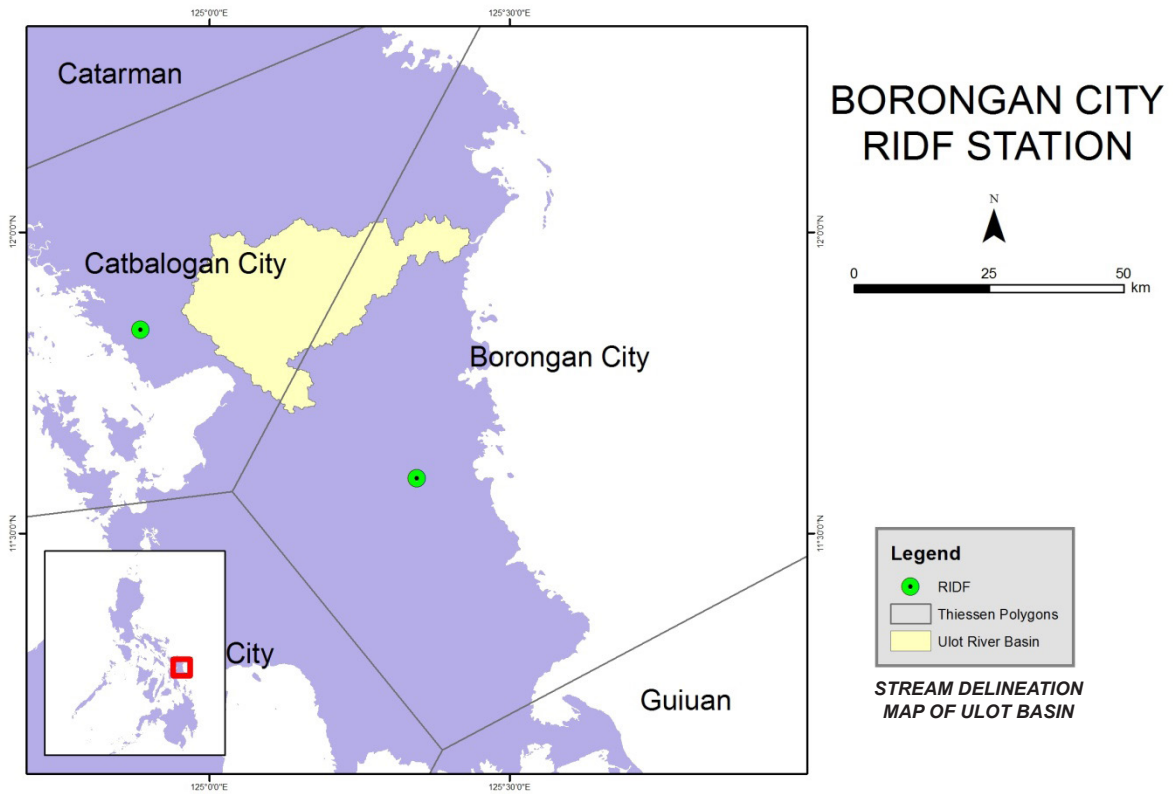 125°0'0"E
125°30'0"E
Catarman
BORONGAN CITY
RIDF STATION
N
0
25
50
km
12°0'0"N
12°0'0"N
Catbalogan City
Borongan City
11°30'0"N
11°30'0"N
Legend
RIDF
Thiessen Polygons
Ulot River Basin
City
Guiuan
STREAM DELINEATION
MAP OF ULOT BASIN
125°0'0"E
125°30'0"E